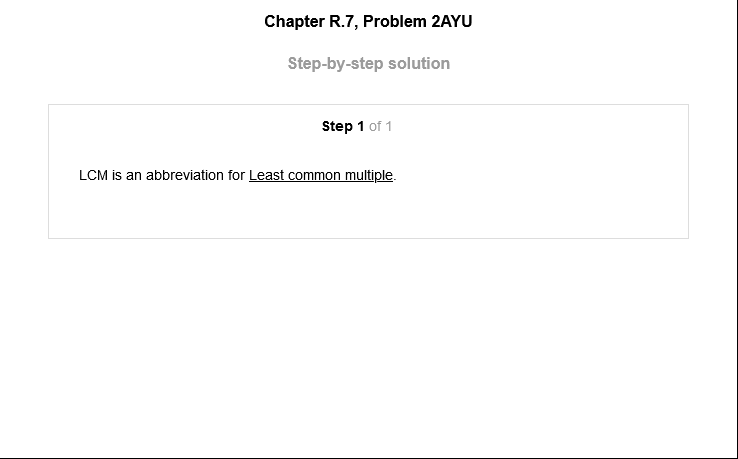 Chapter R.7, Problem 2AYU
Step-by-step solution
Step 1 of 1
LCM is an abbreviation for Least common multiple.